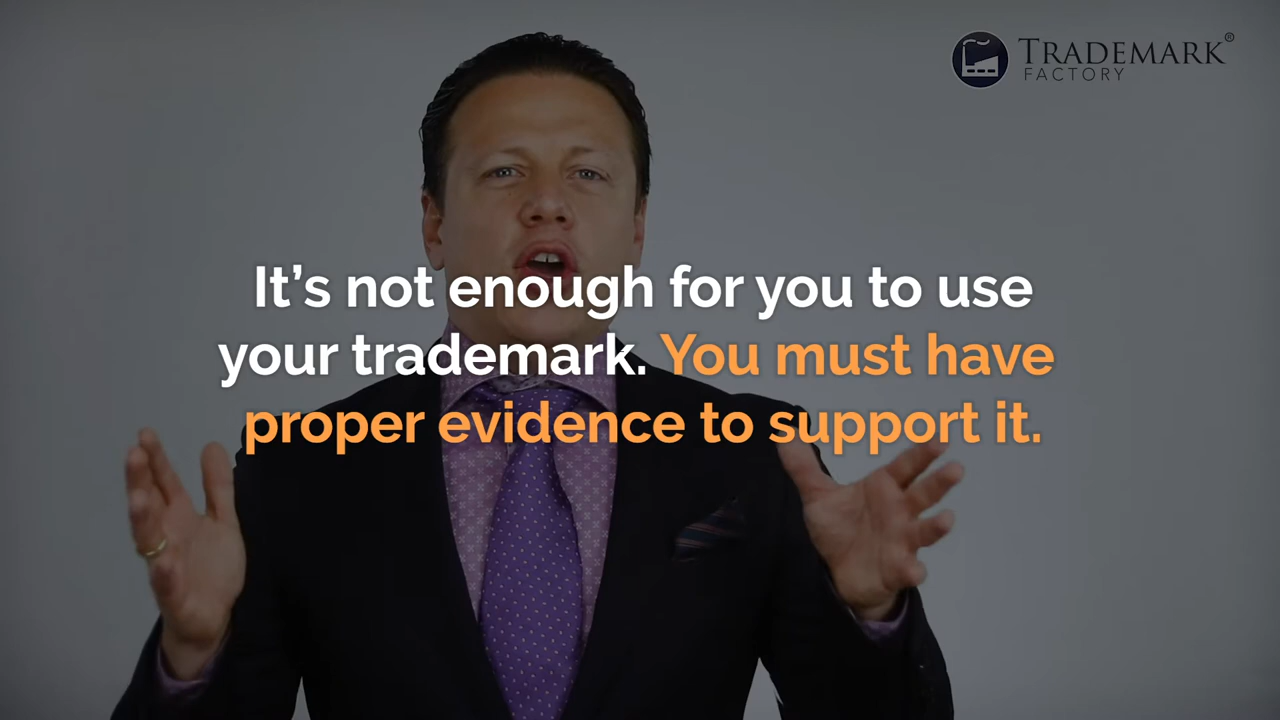 TRADEMARK®
FACTORY
It’s not enough for you to use
your trademark. You must have
proper evidence to support it.